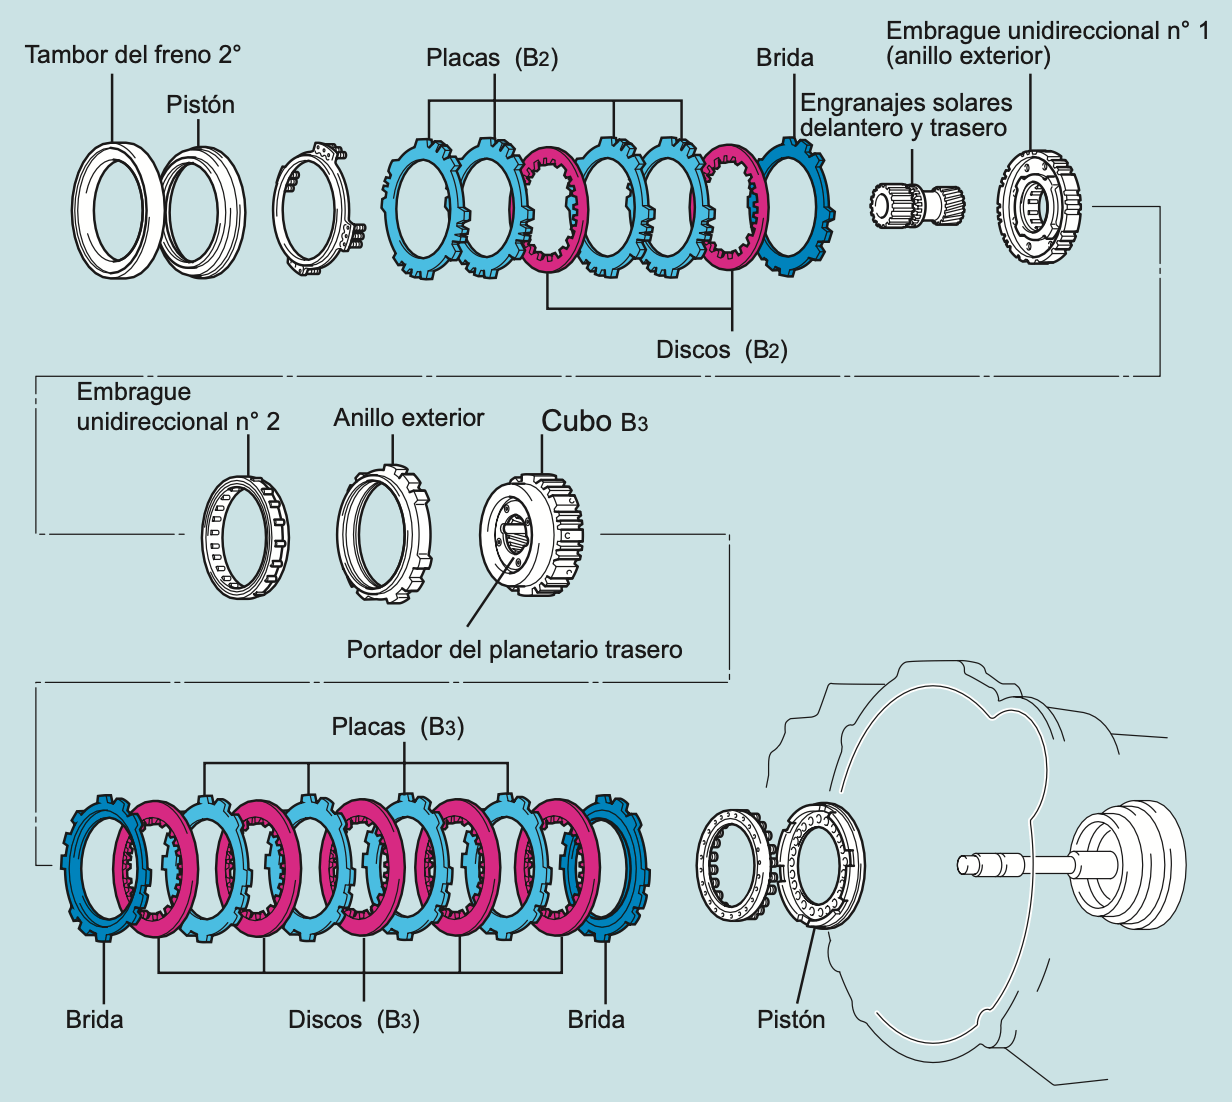 Embrague unidireccional n° 1
(anillo exterior)
Tambor del freno 2°
Placas (B2)
Brida
Pistón
Engranajes solares
delantero y trasero
Discos (B2)
Embrague
unidireccional n° 2
Anillo exterior
Cubo B3
Portador del planetario trasero
Placas (B3)
Brida
Discos (B3)
Brida
Pistón